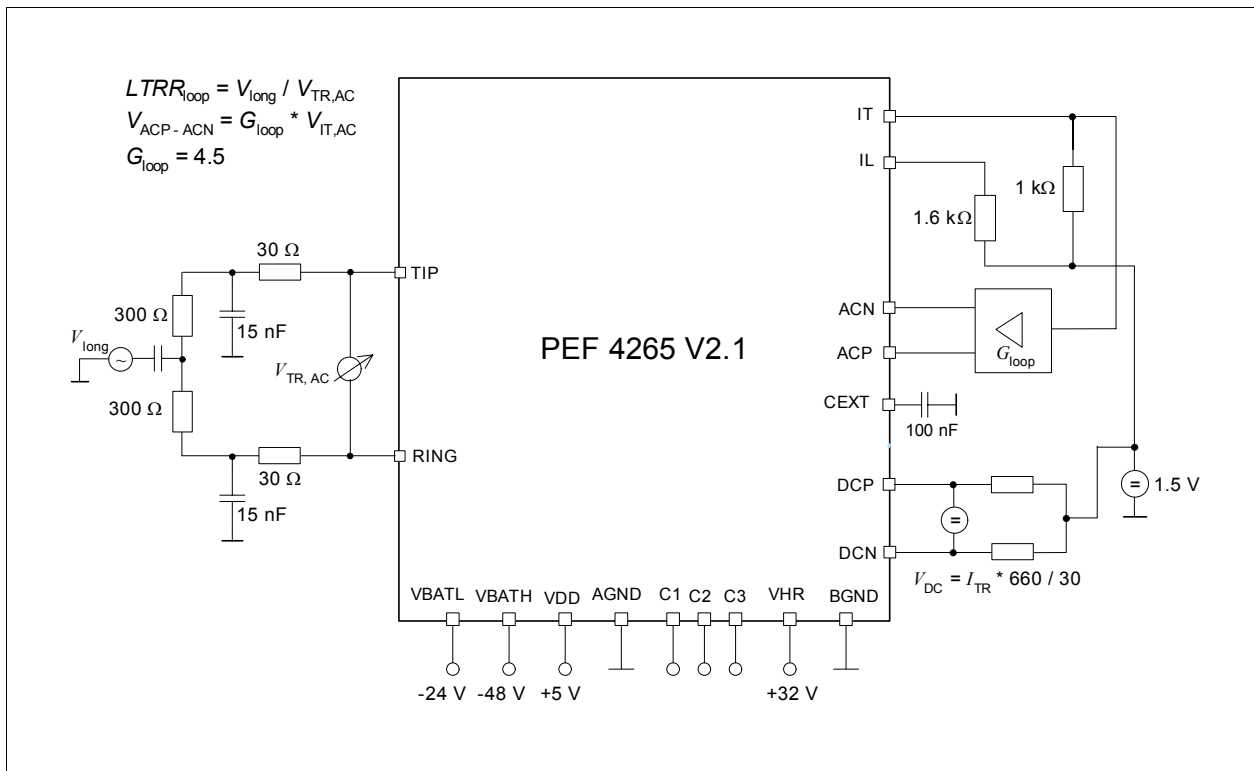 LTRRloop = Vlong / VTR,AC
VACP - ACN = Gloop * VIT,AC
Gloop = 4.5
IT
IL
1 kΩ
1.6 kΩ
30 Ω
TIP
300 Ω
15 nF
Vlong
~
VTR, AC
PEF 4265 V2.1
ACN
ACP
Gloop
CEXT
100 nF
300 Ω
RING
30 Ω
15 nF
DCP
=
= 1.5 V
DCN
VDC = ITR * 660 / 30
VBATL VBATH VDD AGND C1 C2 C3 VHR BGND
-24 V -48 V +5 V +32 V